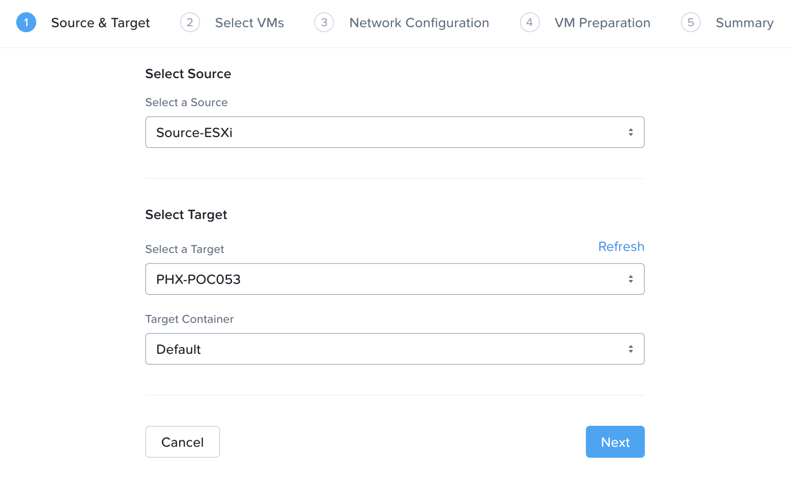 1 Source & Target 2 Select VMs 3 Network Configuration 4 VM Preparation 5 Summary
Select Source
Select a Source
Source-ESXi
Select Target
Select a Target Refresh
PHX-POC053
Target Container
Default
Cancel Next